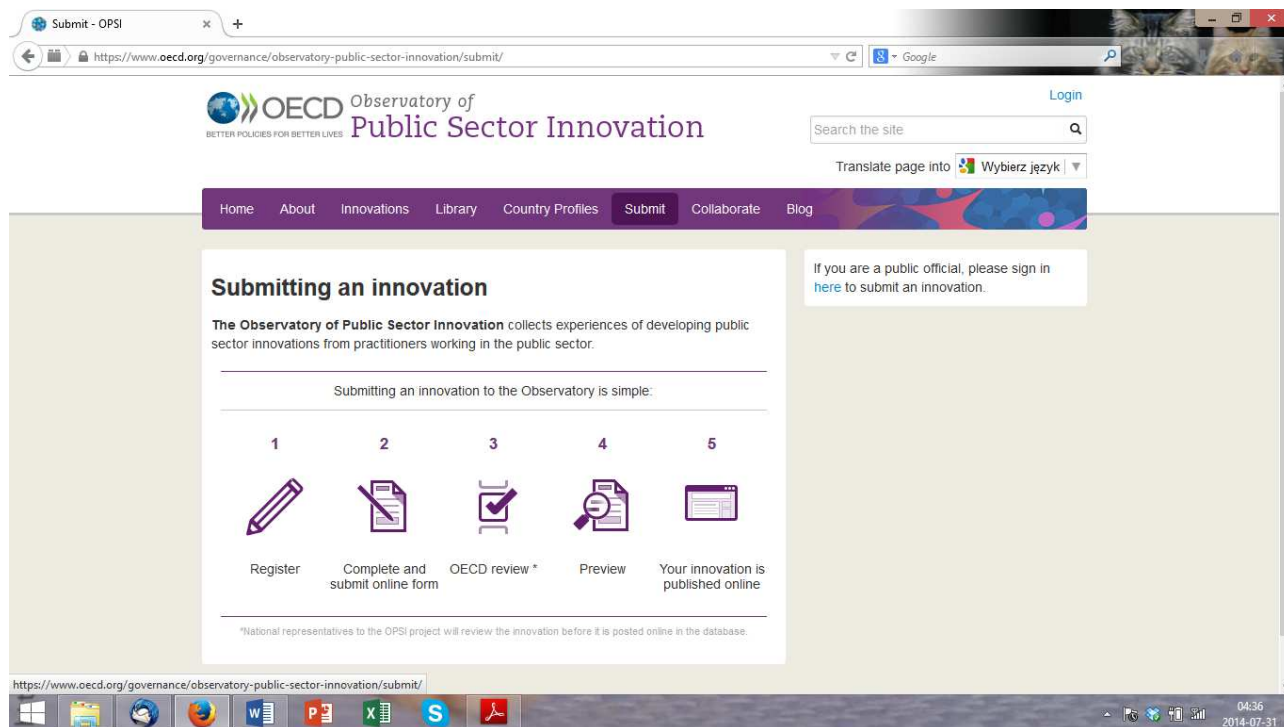 Submit - OPSI
https://www.oecd.org/governance/observatory-public-sector-innovation/submit/
Google
OECD
BETTER POLICIES FOR BETTER LIVES
Observatory of
Public Sector Innovation
Login
Search the site
Translate page into Wybierz język
Home About Innovations Library Country Profiles Submit Collaborate Blog
Submitting an innovation
The Observatory of Public Sector Innovation collects experiences of developing public
sector innovations from practitioners working in the public sector.
Submitting an innovation to the Observatory is simple:
1 2 3 4 5
Register
Complete and
submit online form
OECD review *
Preview
Your innovation is
published online
*National representatives to the OPSI project will review the innovation before it is posted online in the database.
If you are a public official, please sign in
here to submit an innovation.
https://www.oecd.org/governance/observatory-public-sector-innovation/submit/
04:36
2014-07-31